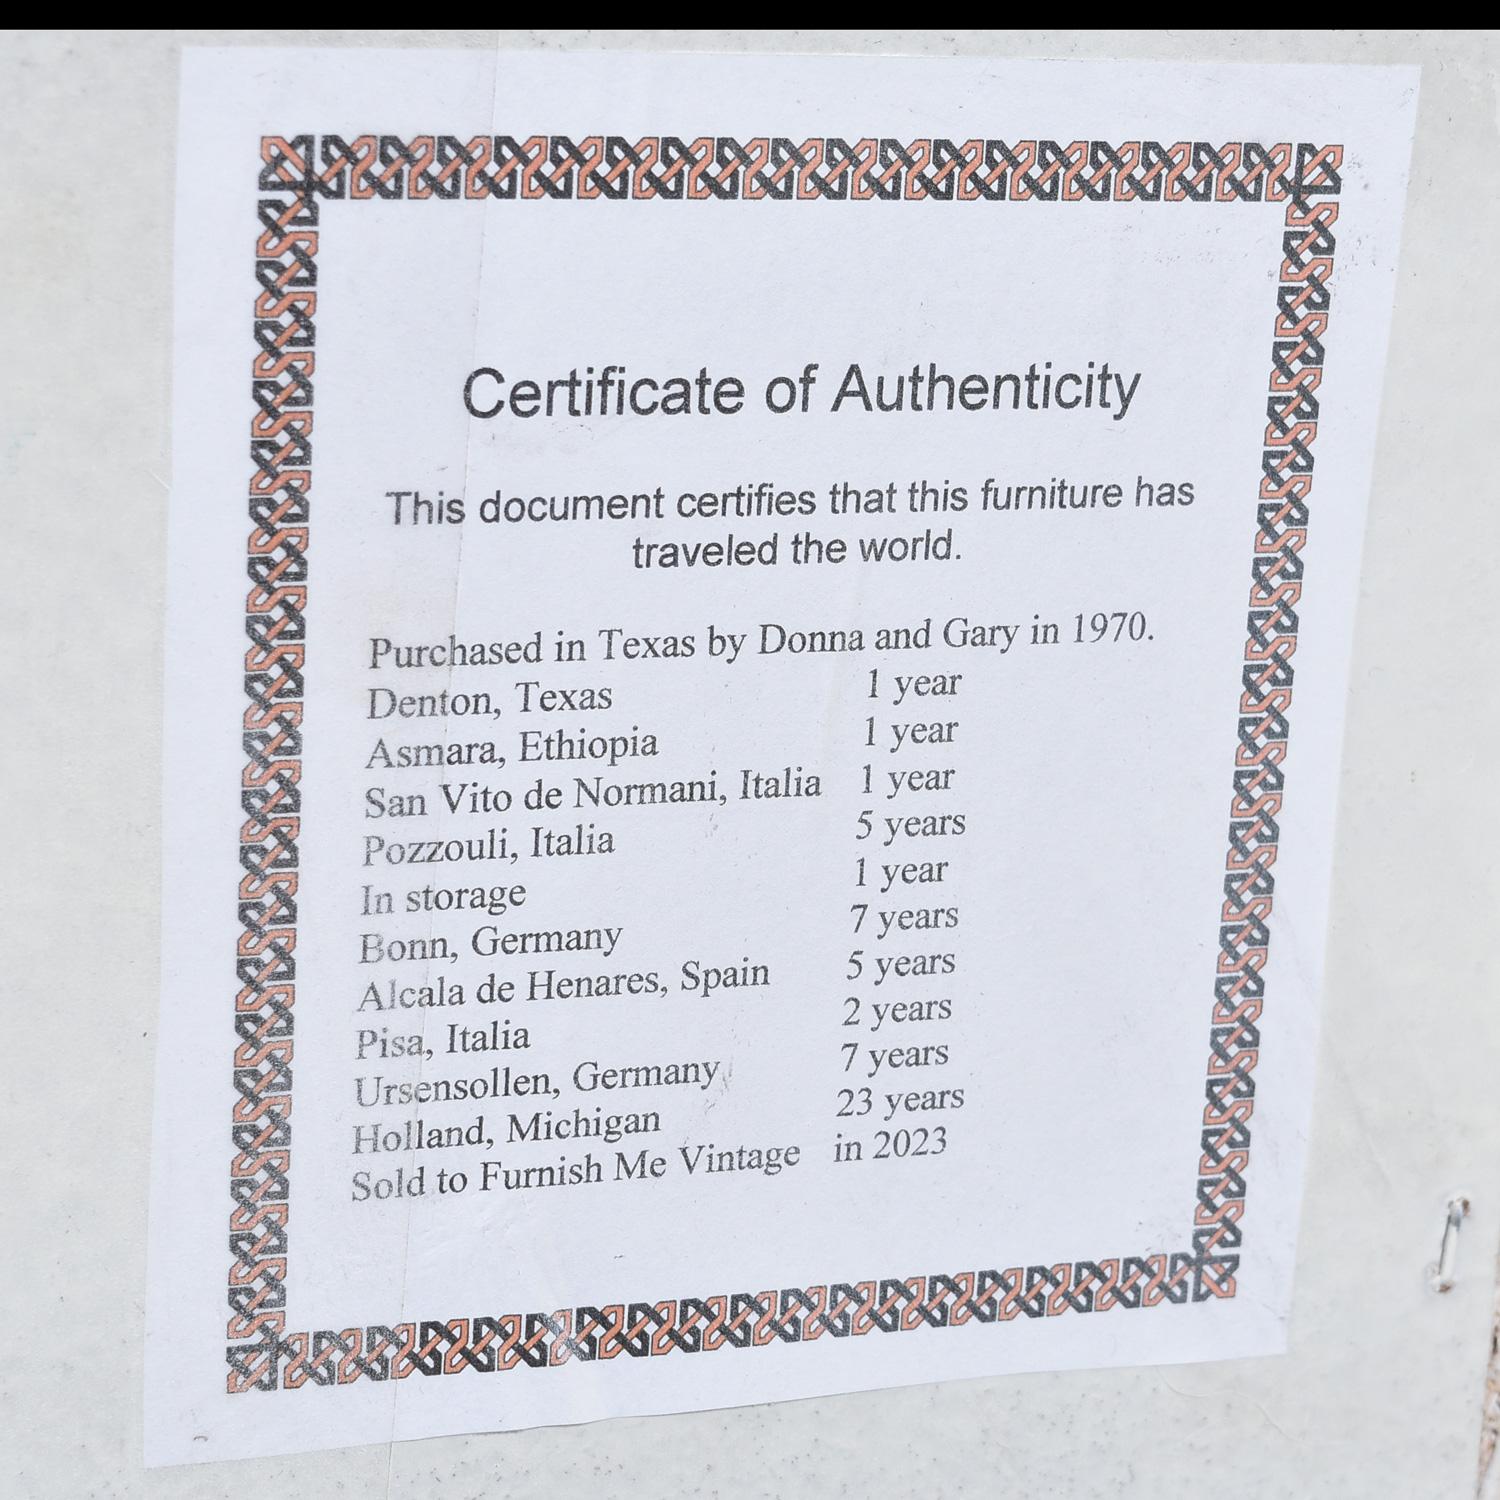 Certificate of Authenticity
This document certifies that this furniture has
traveled the world.
Purchased in Texas by Donna and Gary in 1970.
Denton, Texas 1 year
Asmara, Ethiopia 1 year
San Vito de Normani, Italia 1 year
Pozzouli, Italia 5 years
In storage 1 year
Bonn, Germany 7 years
Alcala de Henares, Spain 5 years
Pisa, Italia 2 years
Ursensollen, Germany 7 years
Holland, Michigan 23 years
Sold to Furnish Me Vintage in 2023